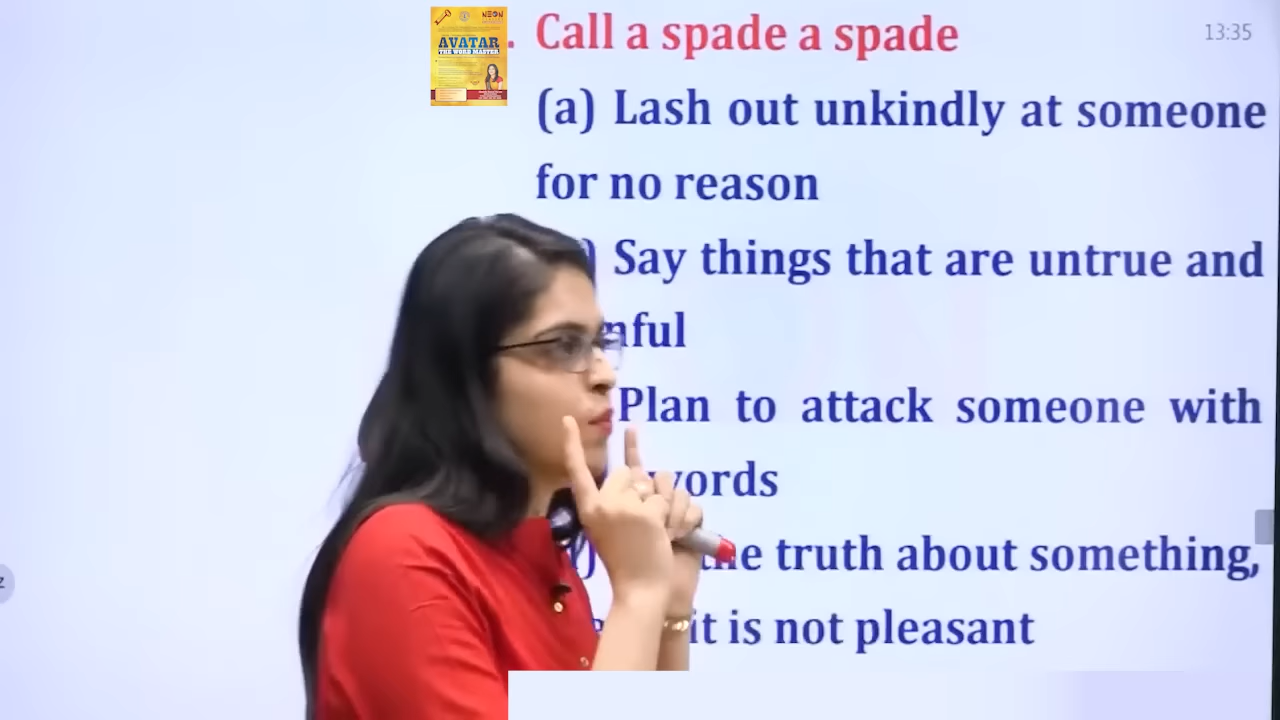 NEON
AVATAR
THE WORD MASTER
Call a spade a spade
13:35
(a) Lash out unkindly at someone
for no reason
) Say things that are untrue and
nful
Plan to attack someone with
words
the truth about something,
it is not pleasant
z